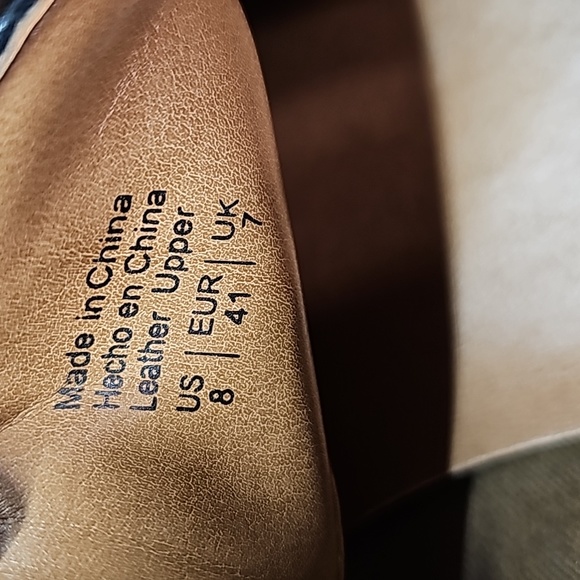 Made in China
Hecho en China
Leather Upper
US | EUR | UK
8 | 41 | 7